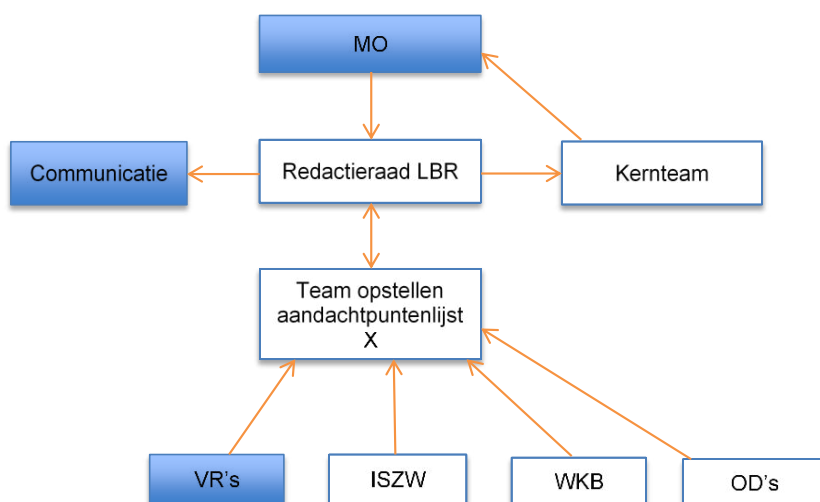 MO
Communicatie
Redactieraad LBR
Kernteam
Team opstellen
aandachtpuntenlijst
X
VR's
ISZW
WKB
OD's